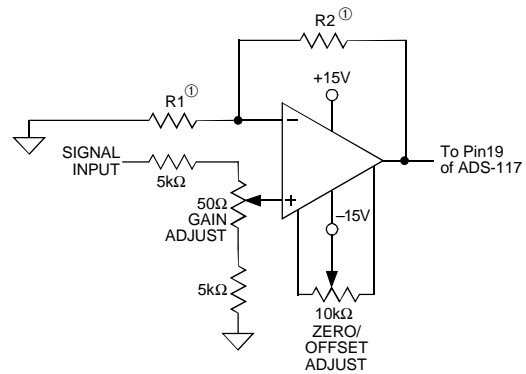 R2①
+15V
R1①
−
SIGNAL
INPUT
5kΩ
To Pin19
of ADS-117
50Ω
GAIN
ADJUST
+
–15V
5kΩ
10kΩ
ZERO/
OFFSET
ADJUST